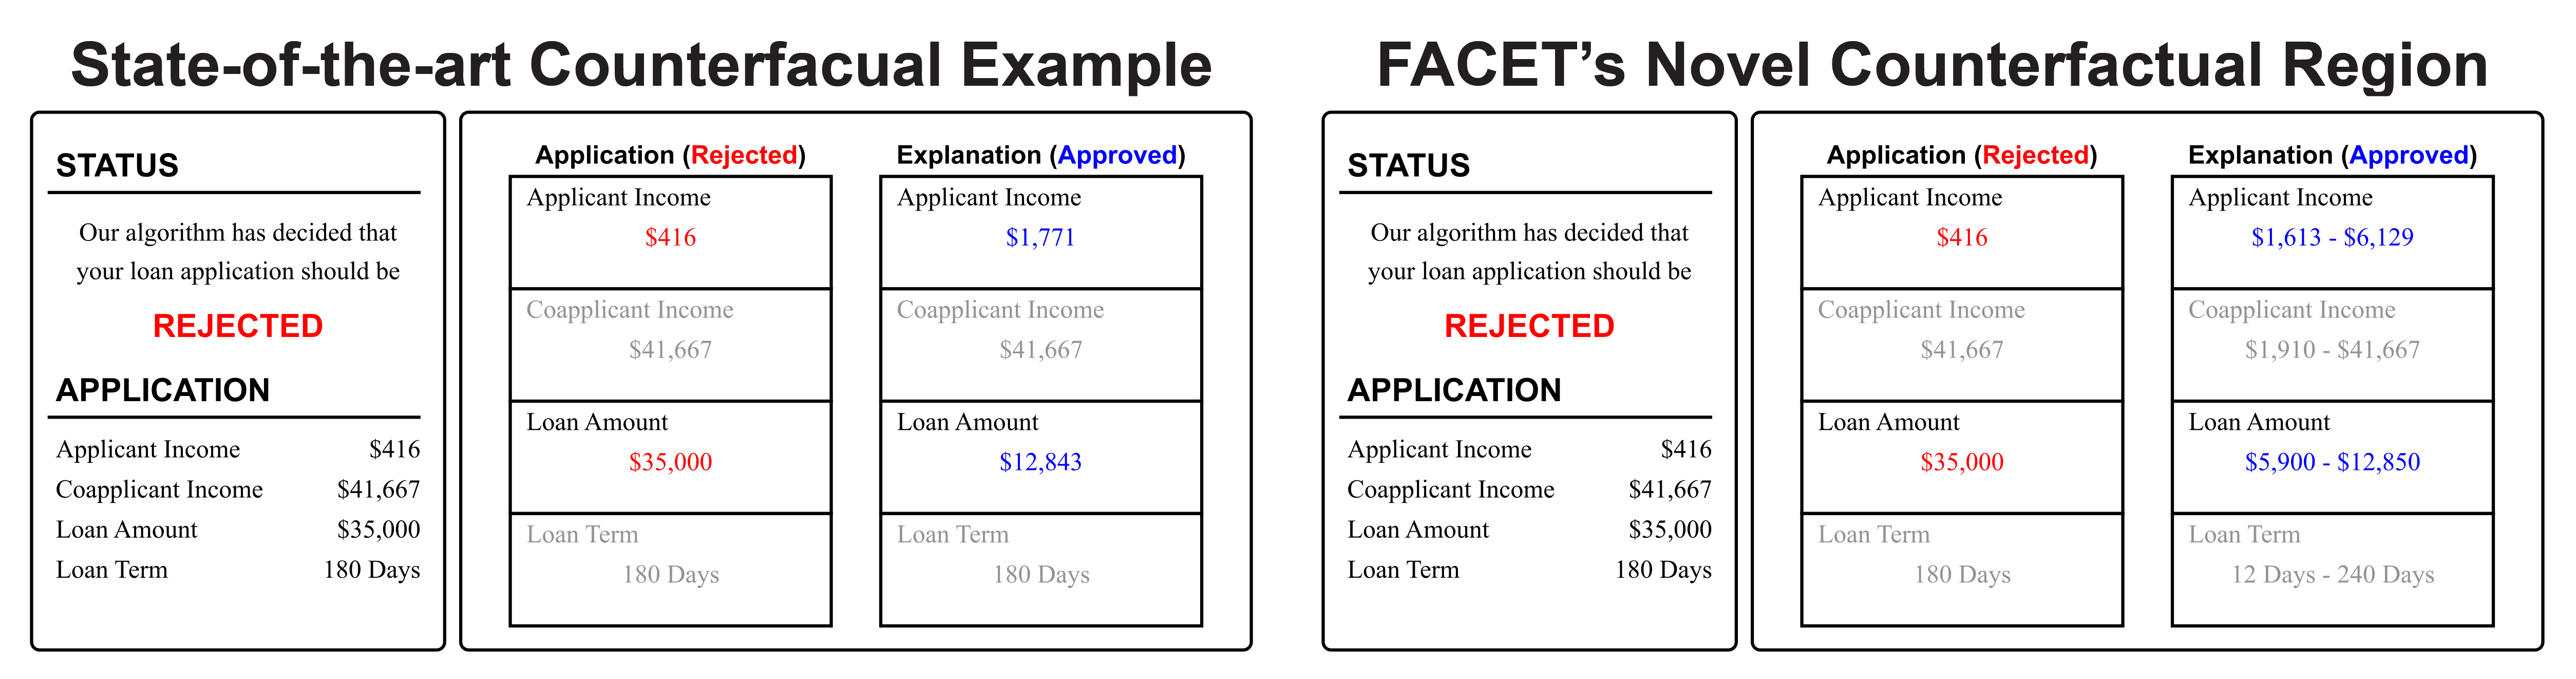 State-of-the-art Counterfacual Example
STATUS
Our algorithm has decided that
your loan application should be
REJECTED
APPLICATION
Applicant Income $416
Coapplicant Income $41,667
Loan Amount $35,000
Loan Term 180 Days
Application (Rejected)
Applicant Income
$416
Coapplicant Income
$41,667
Loan Amount
$35,000
Loan Term
180 Days
Explanation (Approved)
Applicant Income
$1,771
Coapplicant Income
$41,667
Loan Amount
$12,843
Loan Term
180 Days
FACET’s Novel Counterfactual Region
STATUS
Our algorithm has decided that
your loan application should be
REJECTED
APPLICATION
Applicant Income $416
Coapplicant Income $41,667
Loan Amount $35,000
Loan Term 180 Days
Application (Rejected)
Applicant Income
$416
Coapplicant Income
$41,667
Loan Amount
$35,000
Loan Term
180 Days
Explanation (Approved)
Applicant Income
$1,613 - $6,129
Coapplicant Income
$1,910 - $41,667
Loan Amount
$5,900 - $12,850
Loan Term
12 Days - 240 Days